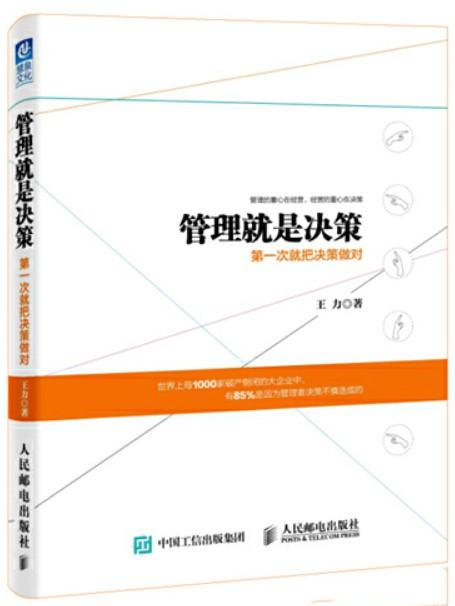 智泉
文化
管理就是决策
第一次就把决策做对
王力◎著
人民邮电出版社
管理的重心在经营，经营的重心在决策
管理就是决策
第一次就把决策做对
王 力◎著
世界上每1000家破产倒闭的大企业中，
有85%是因为管理者决策不慎造成的
中国工信出版集团
人民邮电出版社
POSTS & TELECOM PRESS